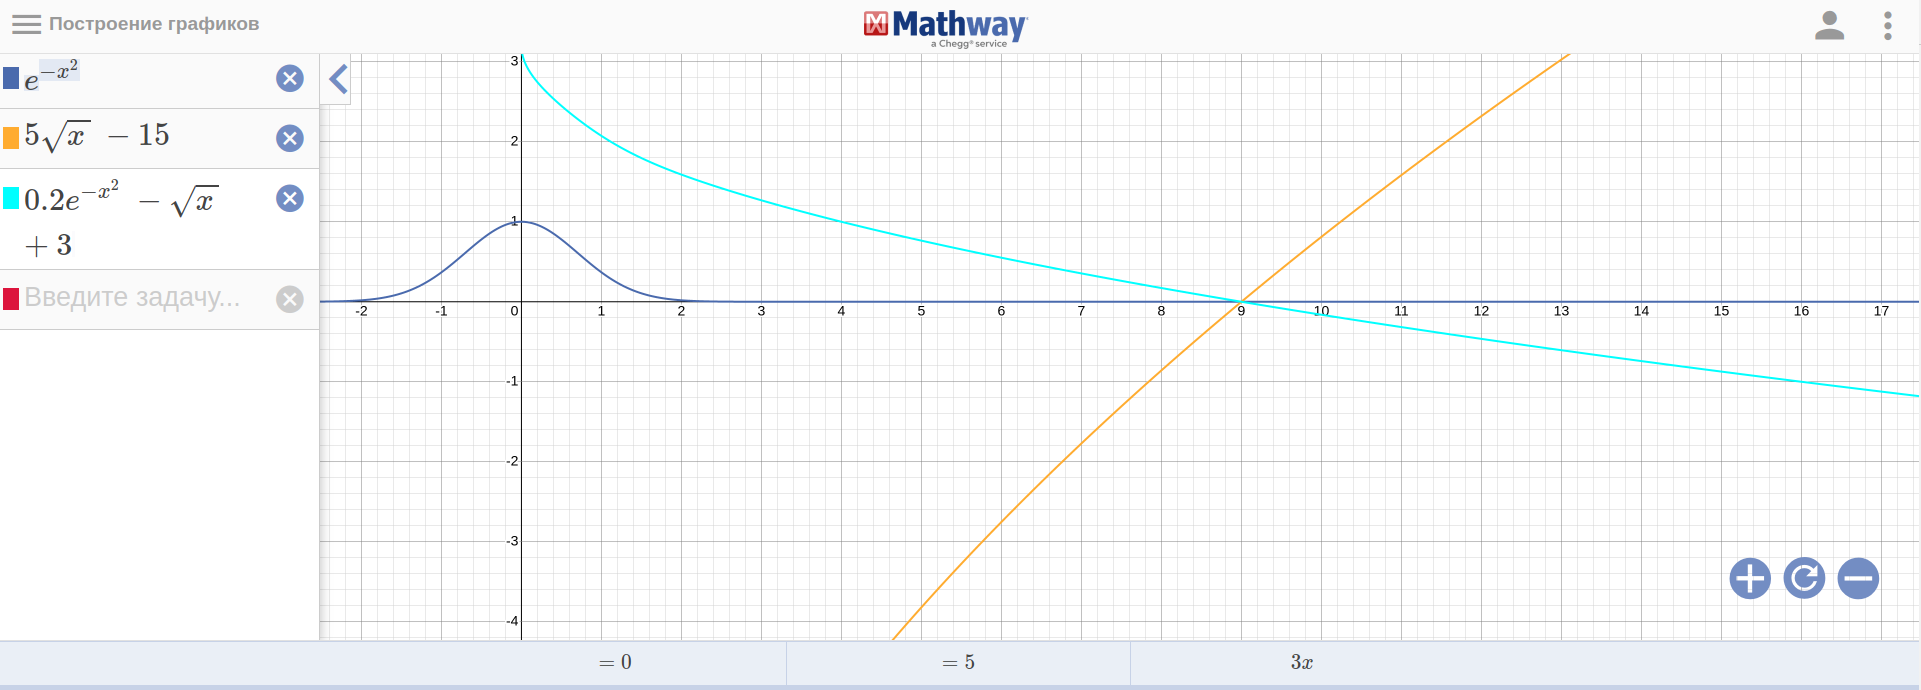 Построение графиков
Mathway
a Chegg® service
e^{-x^2}
5√x − 15
0.2e^{-x^2} − √x
+ 3
Введите задачу...
3
2
1
-2 -1 0 1 2 3 4 5 6 7 8 9 10 11 12 13 14 15 16 17
-1
-2
-3
-4
= 0 = 5 3x